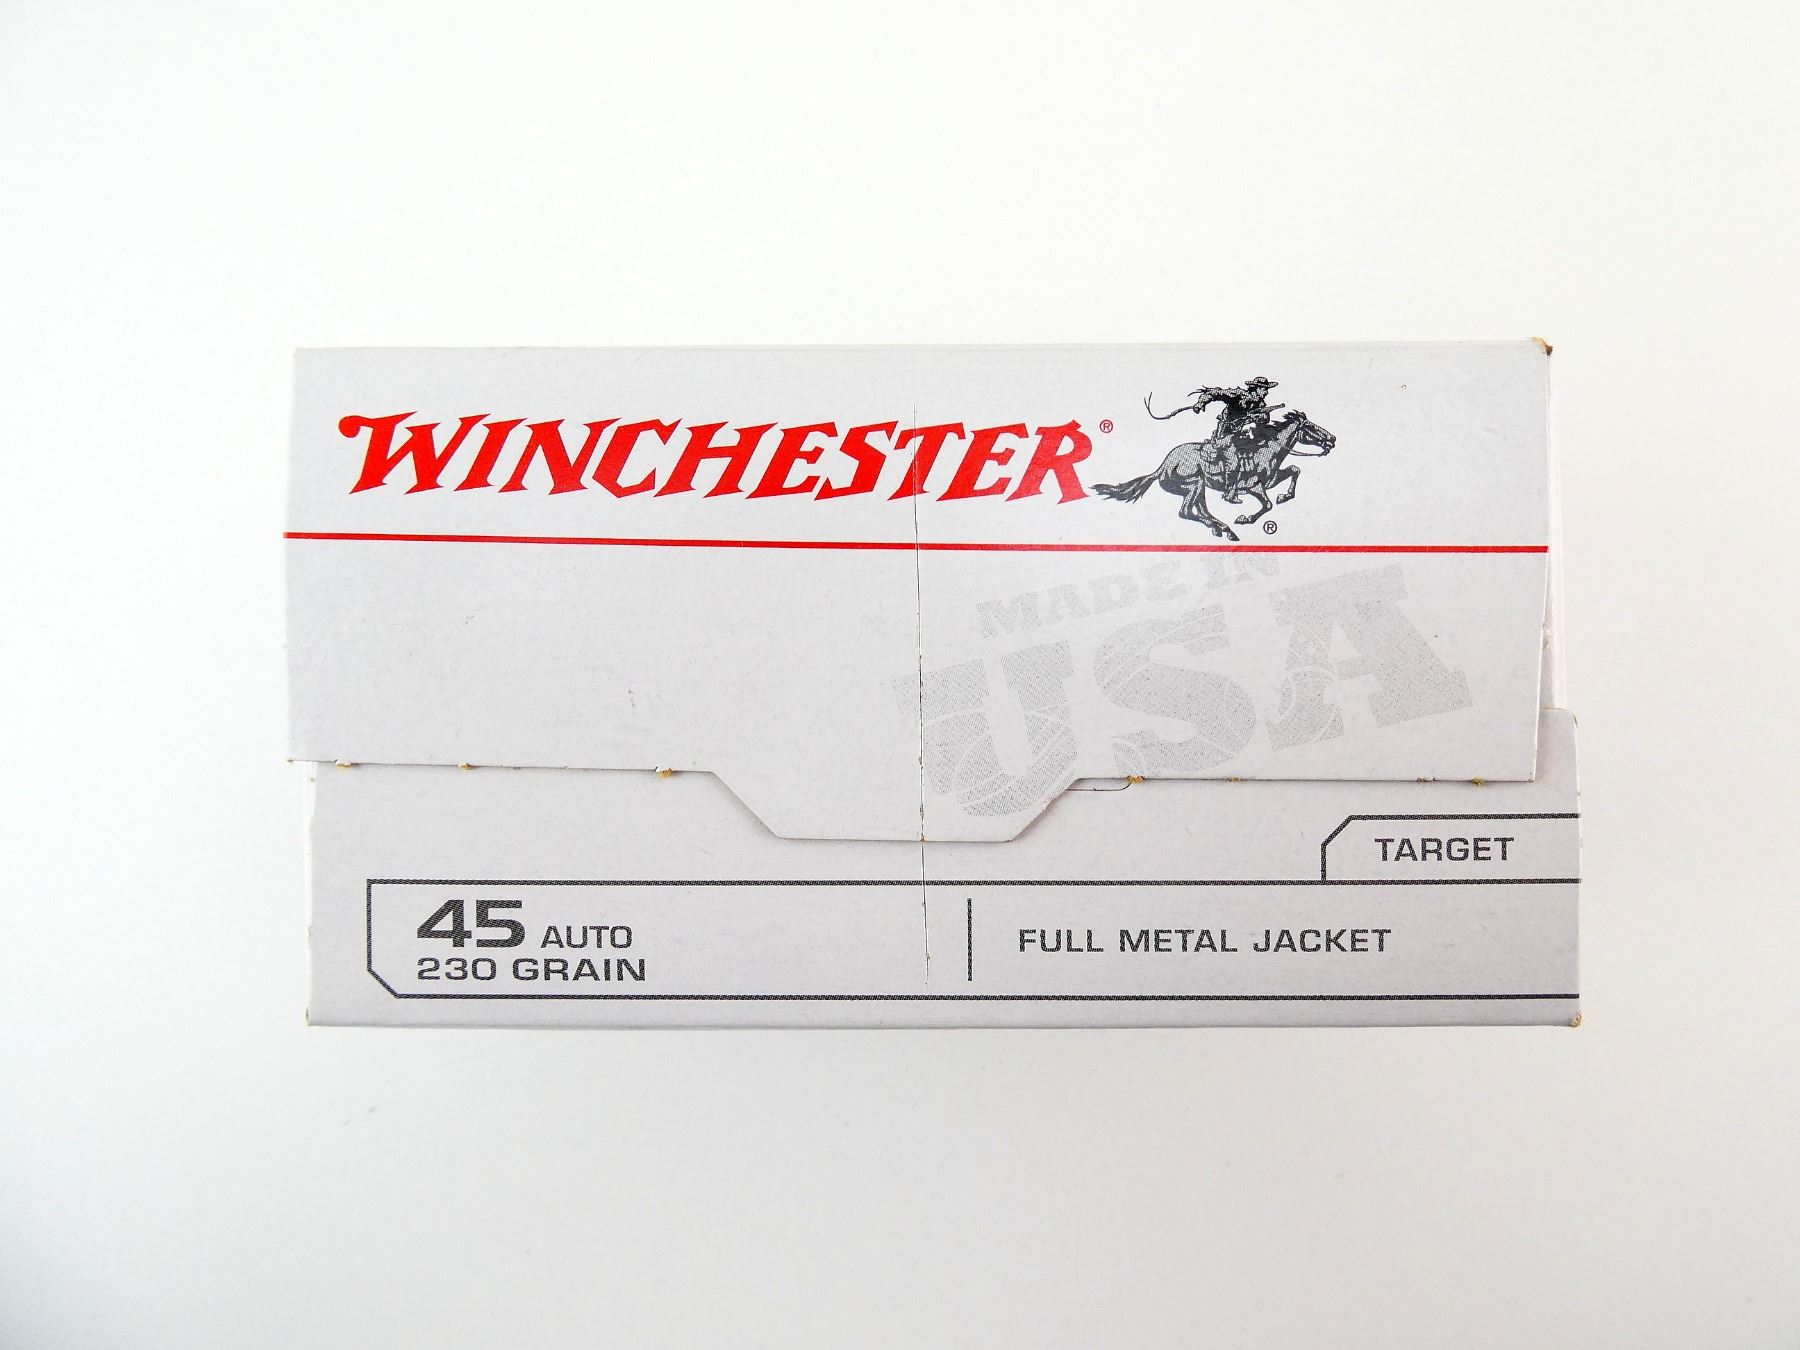 WINCHESTER®
®
MADE IN
USA
TARGET
45 AUTO
230 GRAIN
FULL METAL JACKET